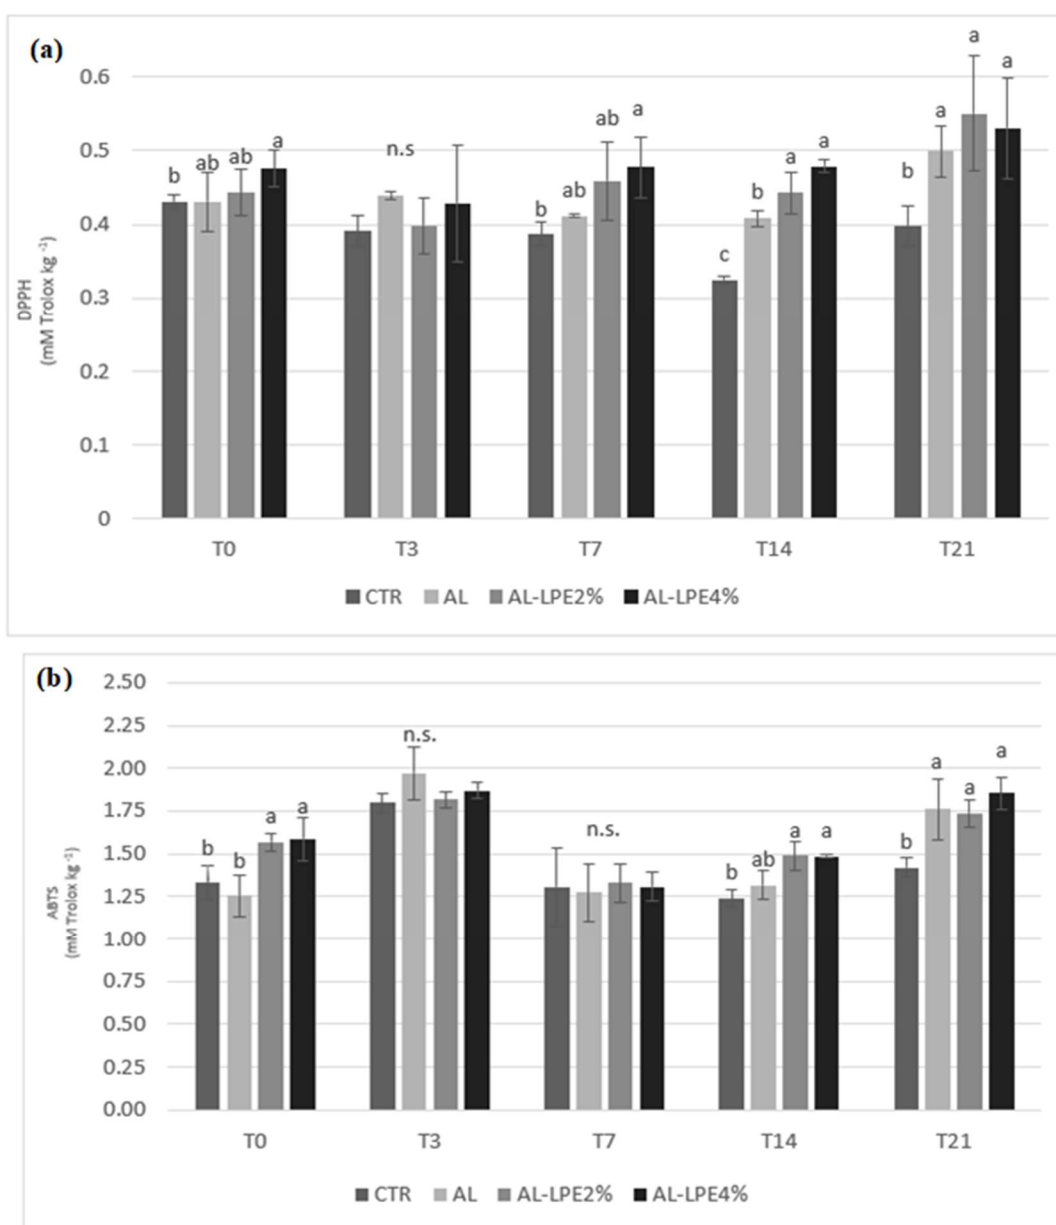 (a)
a
a
a
0.6
ab
a
a
ab
ab
n.s
a
a
b
0.5
b
ab
b
b
0.4
c
0.3
0.2
0.1
0
DPPH
(mM Trolox kg -1)
T0 T3 T7 T14 T21
CTR AL AL-LPE2% AL-LPE4%
(b)
2.50
2.25
n.s.
a
a
2.00
a
1.75
a
a
n.s.
a
a
b
b
b
ab
1.50
b
1.25
1.00
0.75
0.50
0.25
0.00
ABTS
(mM Trolox kg -1)
T0 T3 T7 T14 T21
CTR AL AL-LPE2% AL-LPE4%